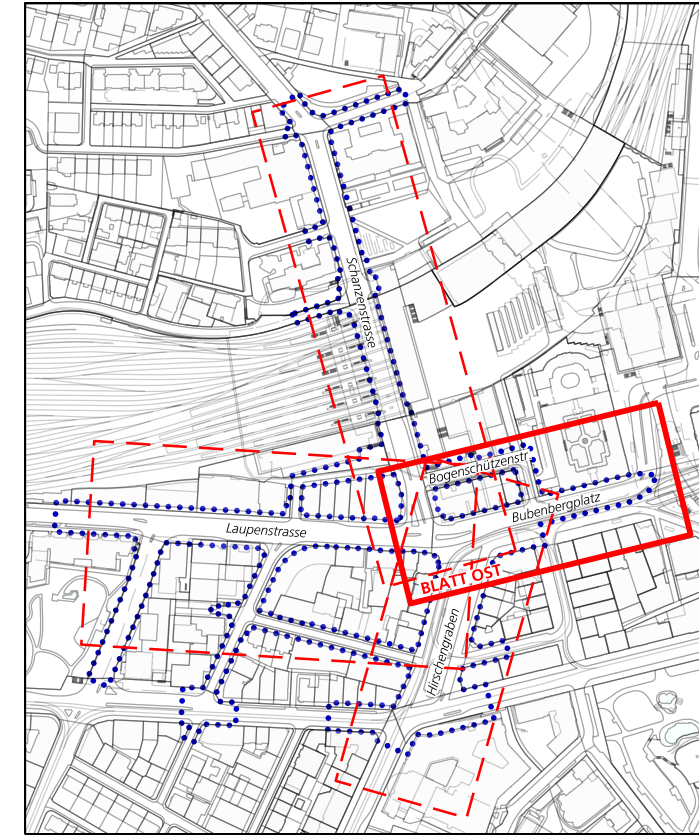 Schanzenstrasse
Bogenschützenstr.
Bubenbergplatz
Laupenstrasse
BLATT OST
Hirschengraben